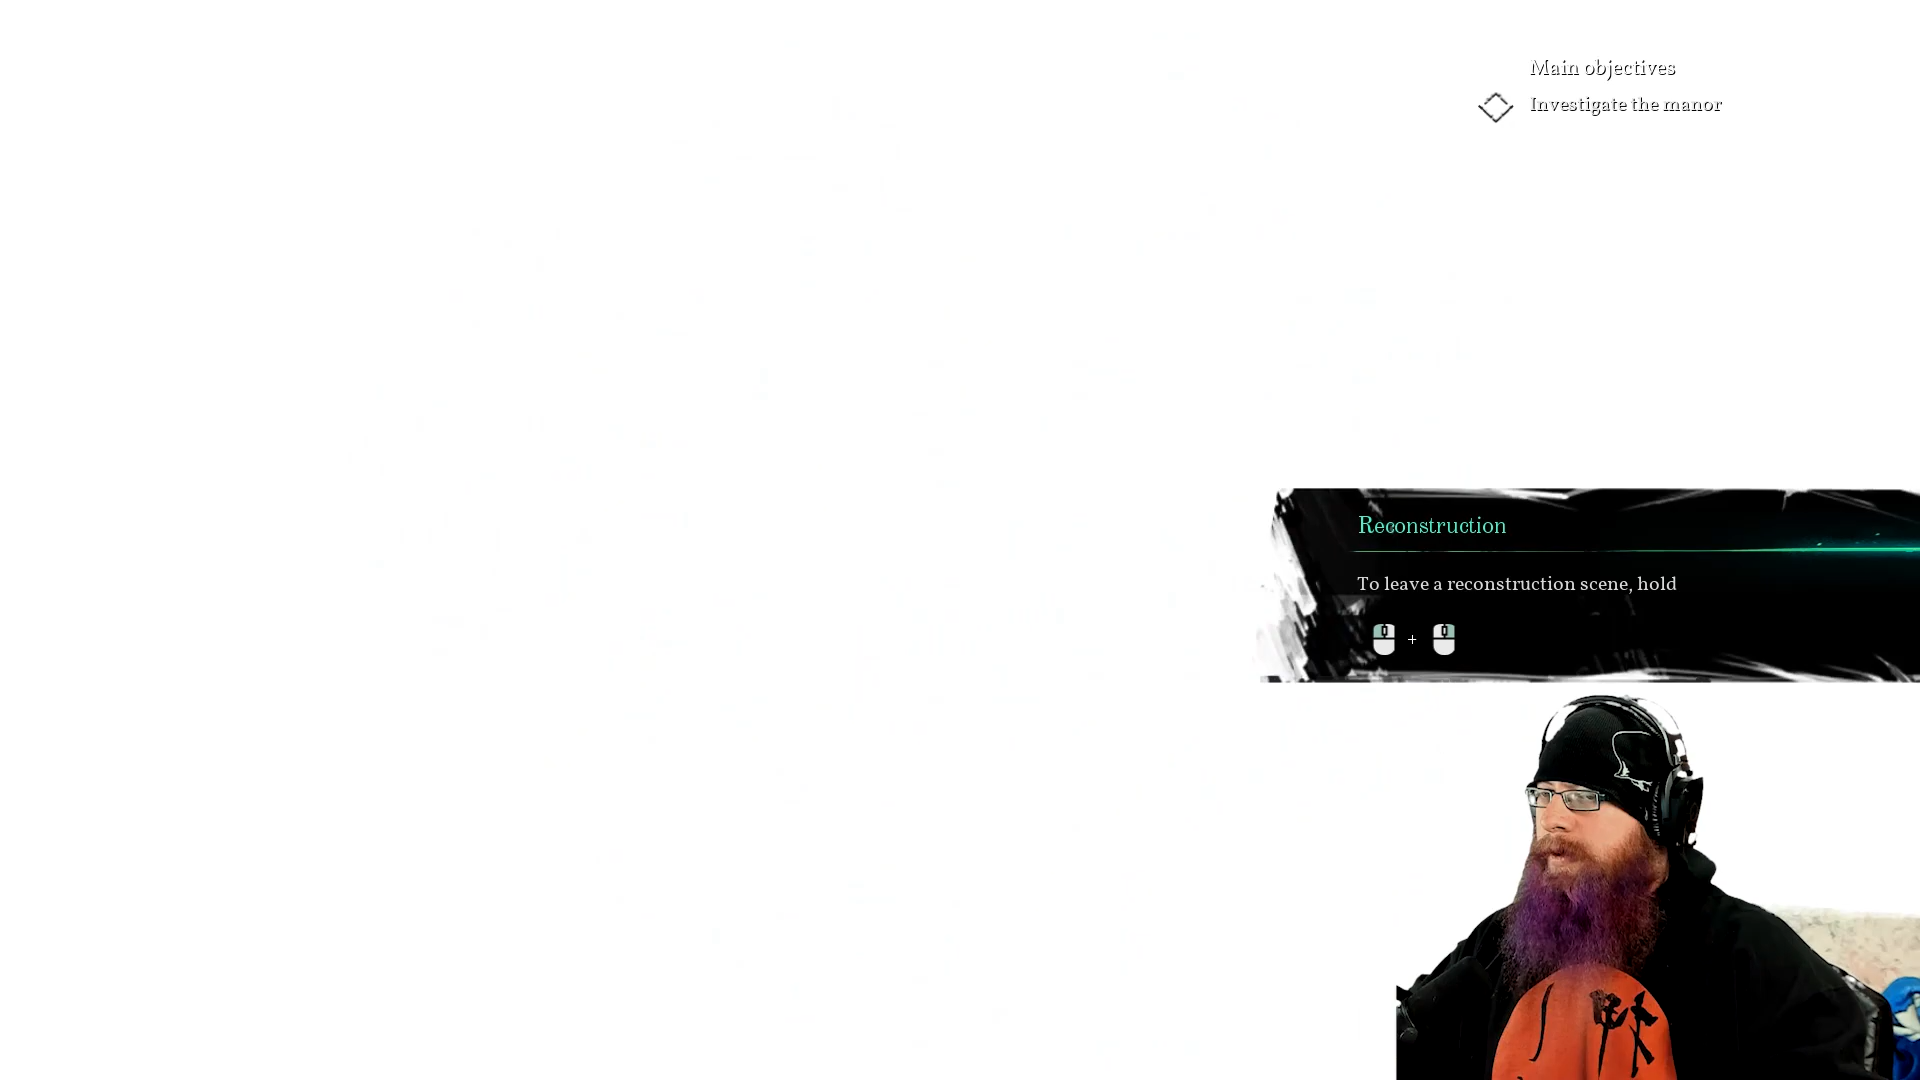 Main objectives
Investigate the manor
Reconstruction
To leave a reconstruction scene, hold
+